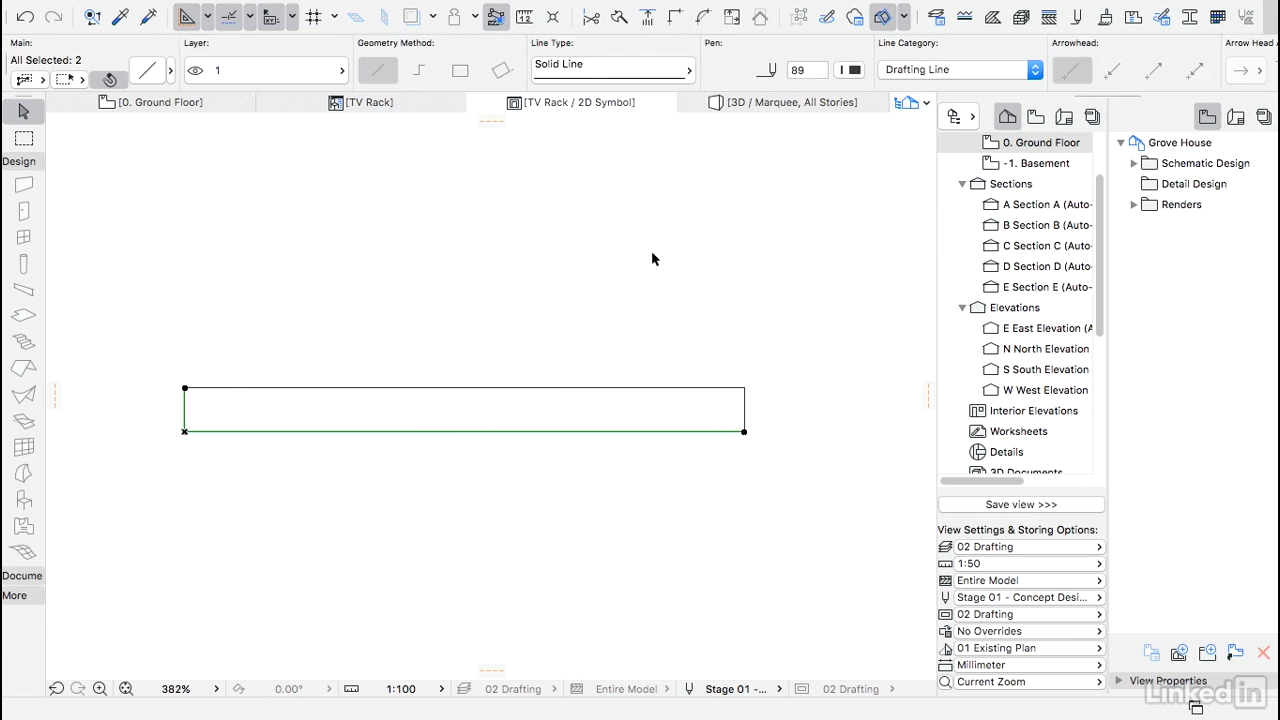 Main:
Layer:
Geometry Method:
Line Type:
Pen:
Line Category:
Arrowhead:
Arrow Head
All Selected: 2
1
Solid Line
89
Drafting Line
[0. Ground Floor]
[TV Rack]
[TV Rack / 2D Symbol]
[3D / Marquee, All Stories]
Design
Docume
More
0. Ground Floor
-1. Basement
Sections
A Section A (Auto-
B Section B (Auto-
C Section C (Auto-
D Section D (Auto-
E Section E (Auto-
Elevations
E East Elevation (A
N North Elevation
S South Elevation
W West Elevation
Interior Elevations
Worksheets
Details
3D Documents
Save view >>>
View Settings & Storing Options:
02 Drafting
1:50
Entire Model
Stage 01 - Concept Desi...
02 Drafting
No Overrides
01 Existing Plan
Millimeter
Current Zoom
Grove House
Schematic Design
Detail Design
Renders
View Properties
382%
0.00°
1:100
02 Drafting
Entire Model
Stage 01 -...
02 Drafting
LinkedIn